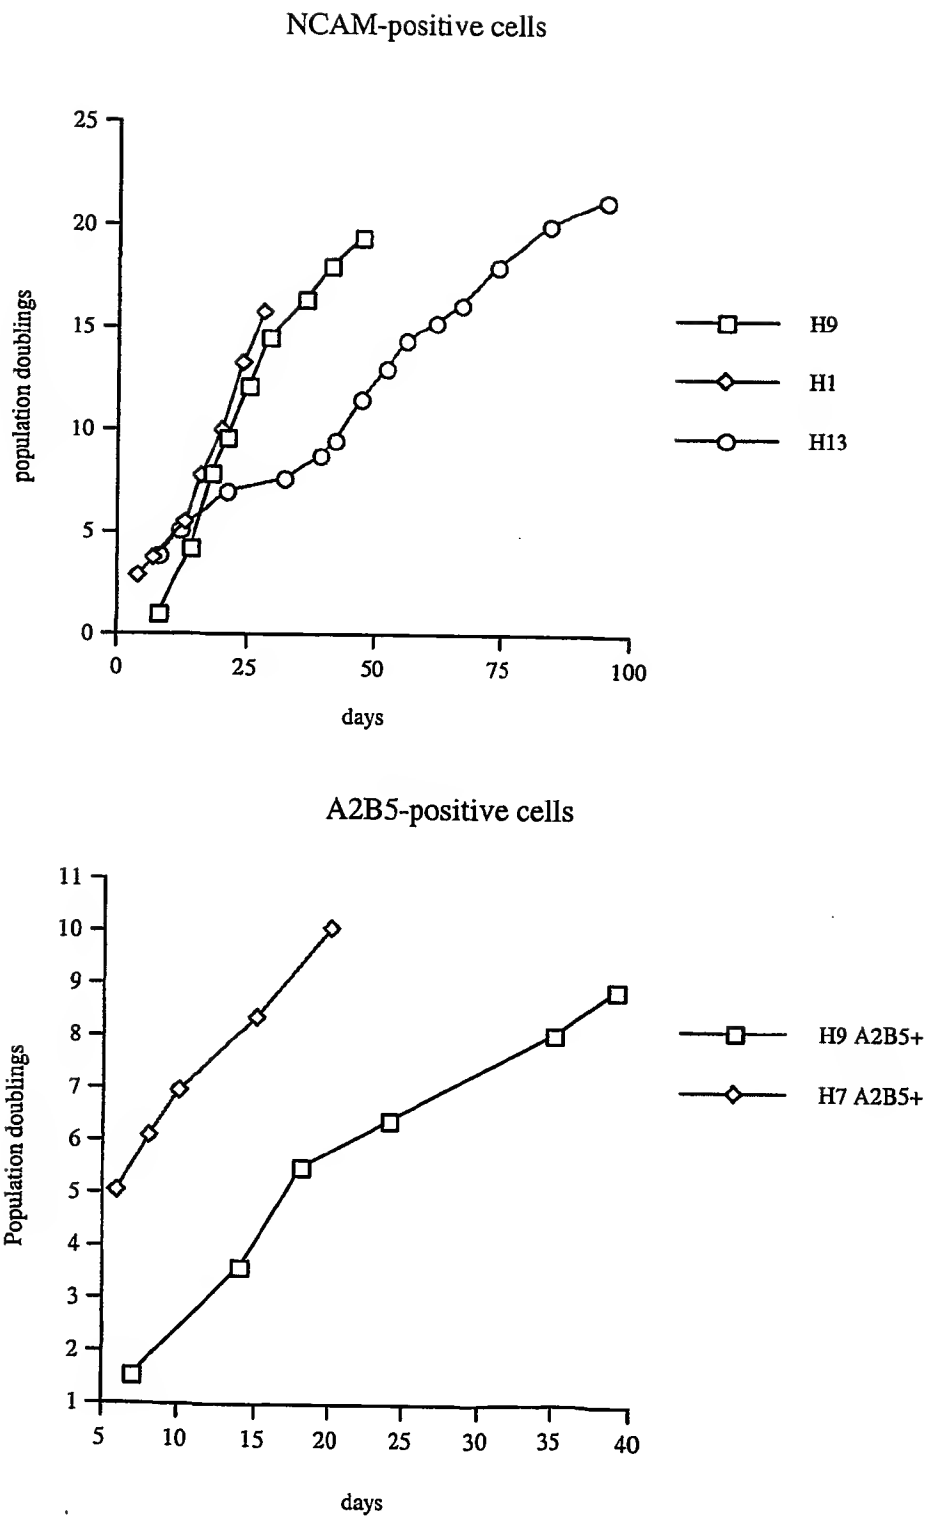 NCAM-positive cells
25
20
15
10
5
0
population doublings
0 25 50 75 100
days
H9
H1
H13
A2B5-positive cells
11
10
9
8
7
6
5
4
3
2
1
Population doublings
5 10 15 20 25 30 35 40
days
H9 A2B5+
H7 A2B5+